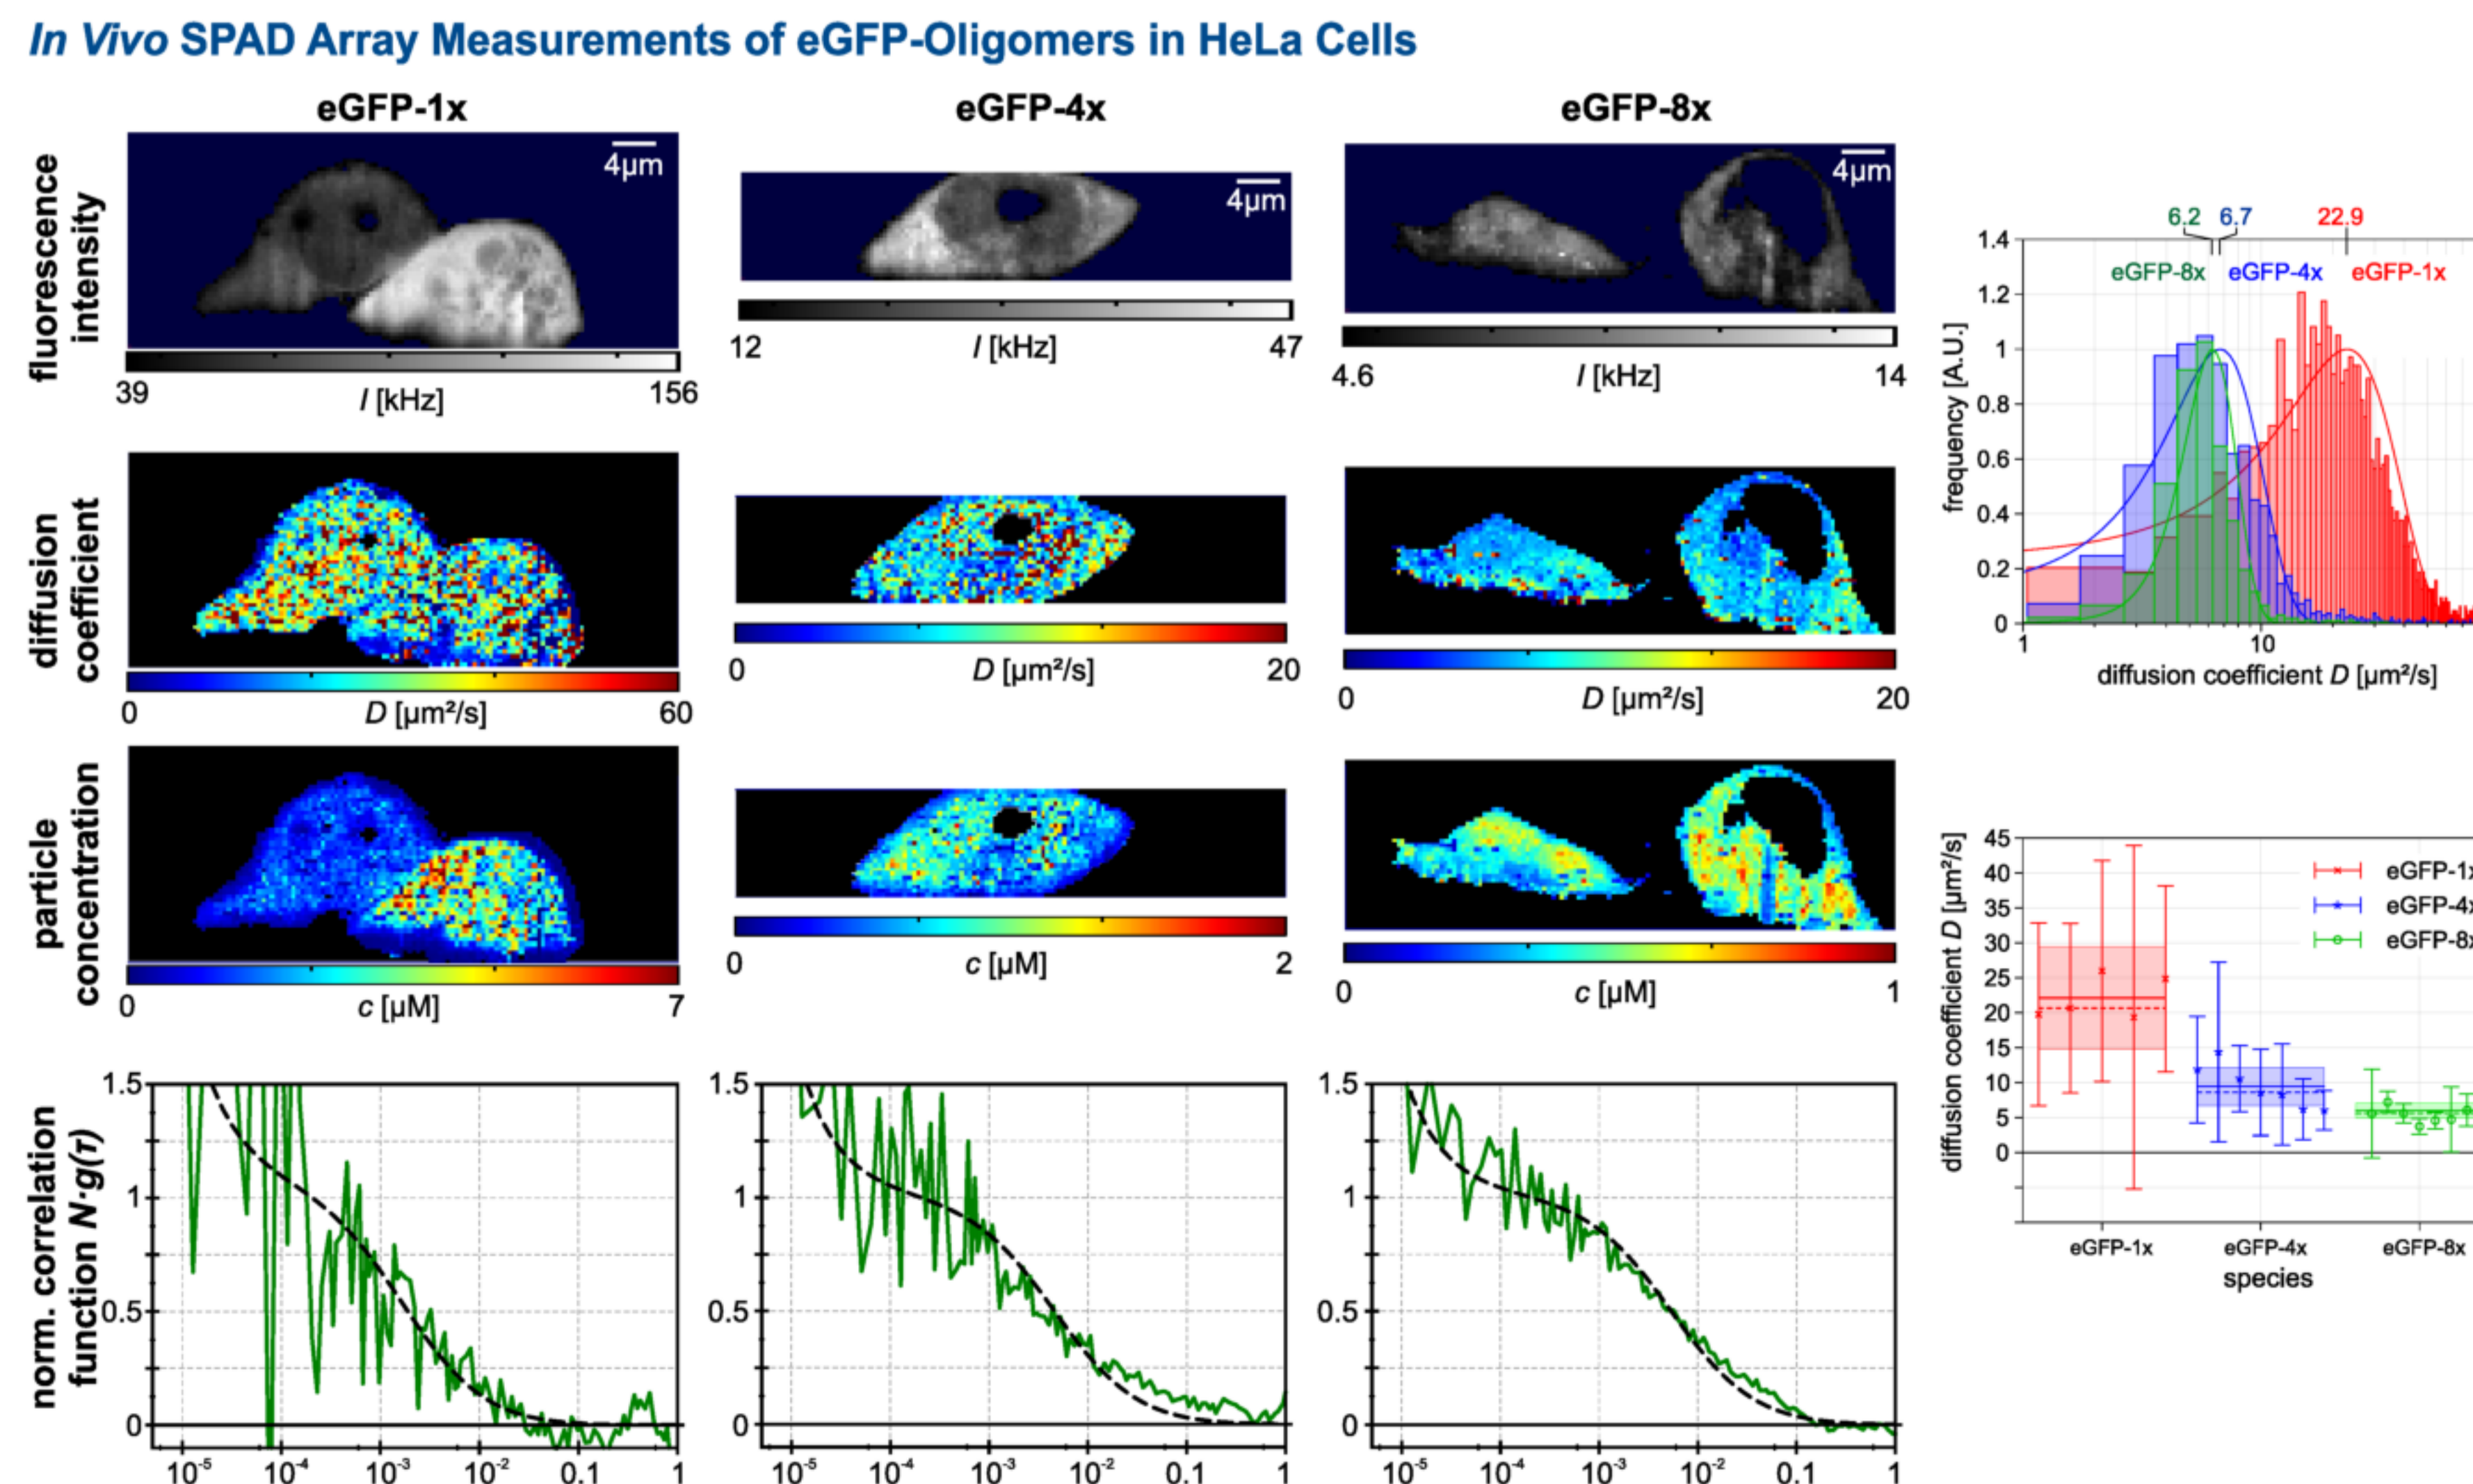 In Vivo SPAD Array Measurements of eGFP-Oligomers in HeLa Cells
eGFP-1x
eGFP-4x
eGFP-8x
fluorescence
intensity
4µm
4µm
4µm
39
I [kHz]
156
12
I [kHz]
47
4.6
I [kHz]
14
diffusion
coefficient
0
D [µm²/s]
60
0
D [µm²/s]
20
0
D [µm²/s]
20
particle
concentration
0
c [µM]
7
0
c [µM]
2
0
c [µM]
1
norm. correlation
function N·g(τ)
1.5
1
0.5
0
10⁻⁵ 10⁻⁴ 10⁻³ 10⁻² 0.1 1
1.5
1
0.5
0
10⁻⁵ 10⁻⁴ 10⁻³ 10⁻² 0.1 1
1.5
1
0.5
0
10⁻⁵ 10⁻⁴ 10⁻³ 10⁻² 0.1 1
6.2 6.7 22.9
eGFP-8x eGFP-4x eGFP-1x
frequency [A.U.]
1.4
1.2
1
0.8
0.6
0.4
0.2
0
1 10
diffusion coefficient D [µm²/s]
diffusion coefficient D [µm²/s]
45
40
35
30
25
20
15
10
5
0
eGFP-1x
eGFP-4x
eGFP-8x
eGFP-1x eGFP-4x eGFP-8x
species